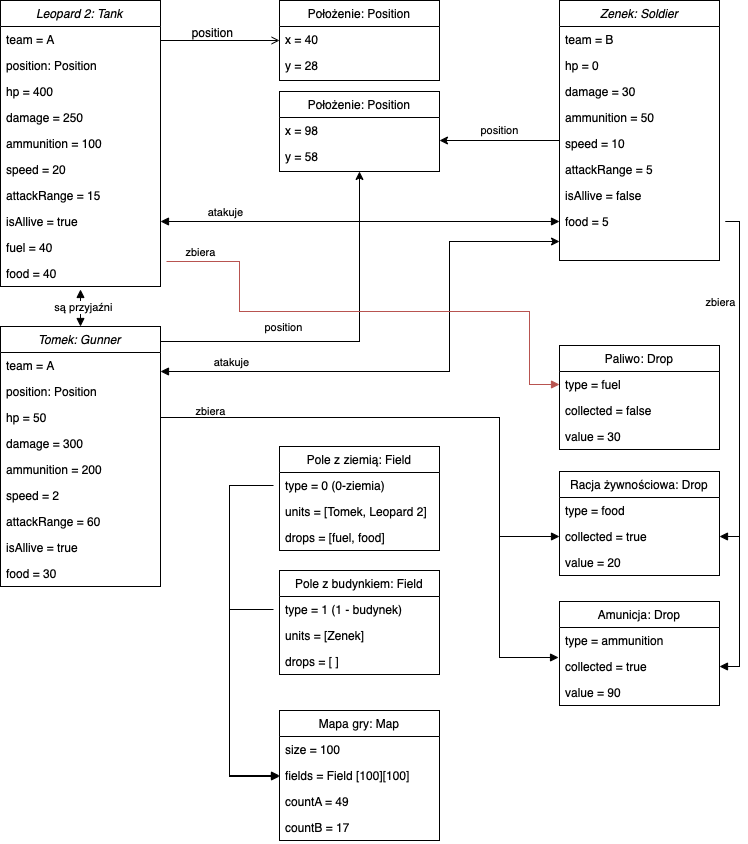 Leopard 2: Tank
team = A
position: Position
hp = 400
damage = 250
ammunition = 100
speed = 20
attackRange = 15
isAllive = true
fuel = 40
food = 40
position
Położenie: Position
x = 40
y = 28
Położenie: Position
x = 98
y = 58
position
Zenek: Soldier
team = B
hp = 0
damage = 30
ammunition = 50
speed = 10
attackRange = 5
isAllive = false
food = 5
atakuje
zbiera
są przyjaźni
position
atakuje
zbiera
zbiera
Tomek: Gunner
team = A
position: Position
hp = 50
damage = 300
ammunition = 200
speed = 2
attackRange = 60
isAllive = true
food = 30
Paliwo: Drop
type = fuel
collected = false
value = 30
Pole z ziemią: Field
type = 0 (0-ziemia)
units = [Tomek, Leopard 2]
drops = [fuel, food]
Racja żywnościowa: Drop
type = food
collected = true
value = 20
Pole z budynkiem: Field
type = 1 (1 - budynek)
units = [Zenek]
drops = [ ]
Amunicja: Drop
type = ammunition
collected = true
value = 90
Mapa gry: Map
size = 100
fields = Field [100][100]
countA = 49
countB = 17